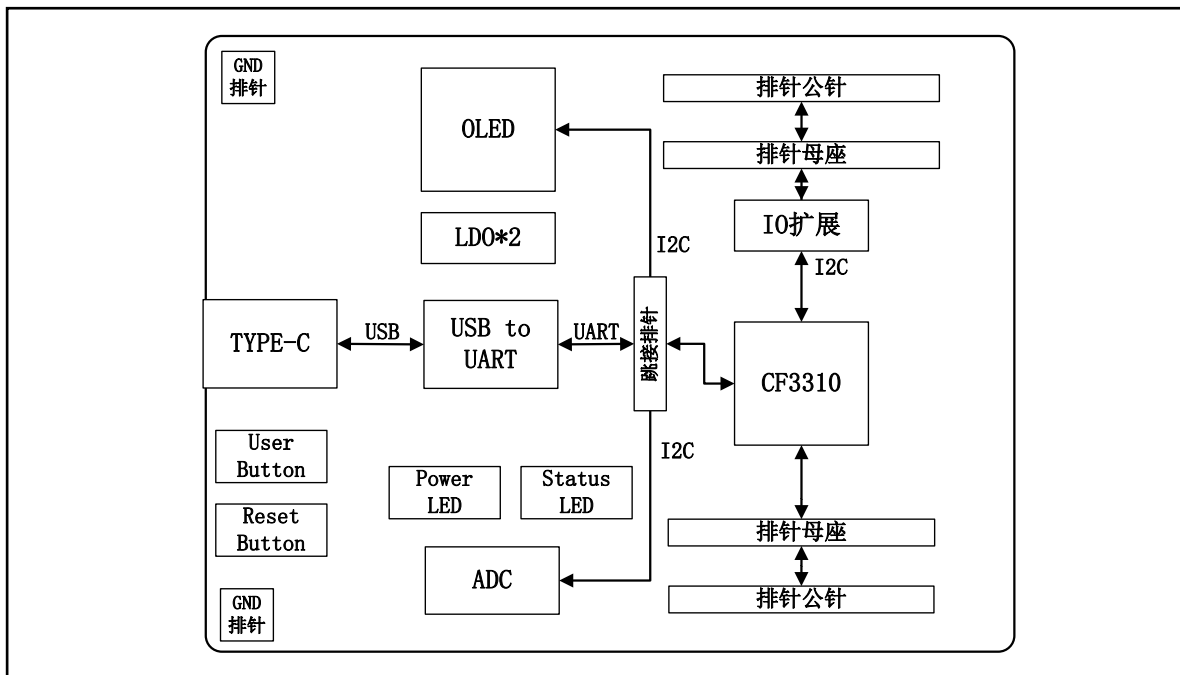 GND
排针
OLED
排针公针
排针母座
LDO*2
IO扩展
I2C
I2C
TYPE-C
USB
USB to
UART
UART
跳接排针
CF3310
User
Button
I2C
Power
LED
Status
LED
Reset
Button
排针母座
ADC
排针公针
GND
排针